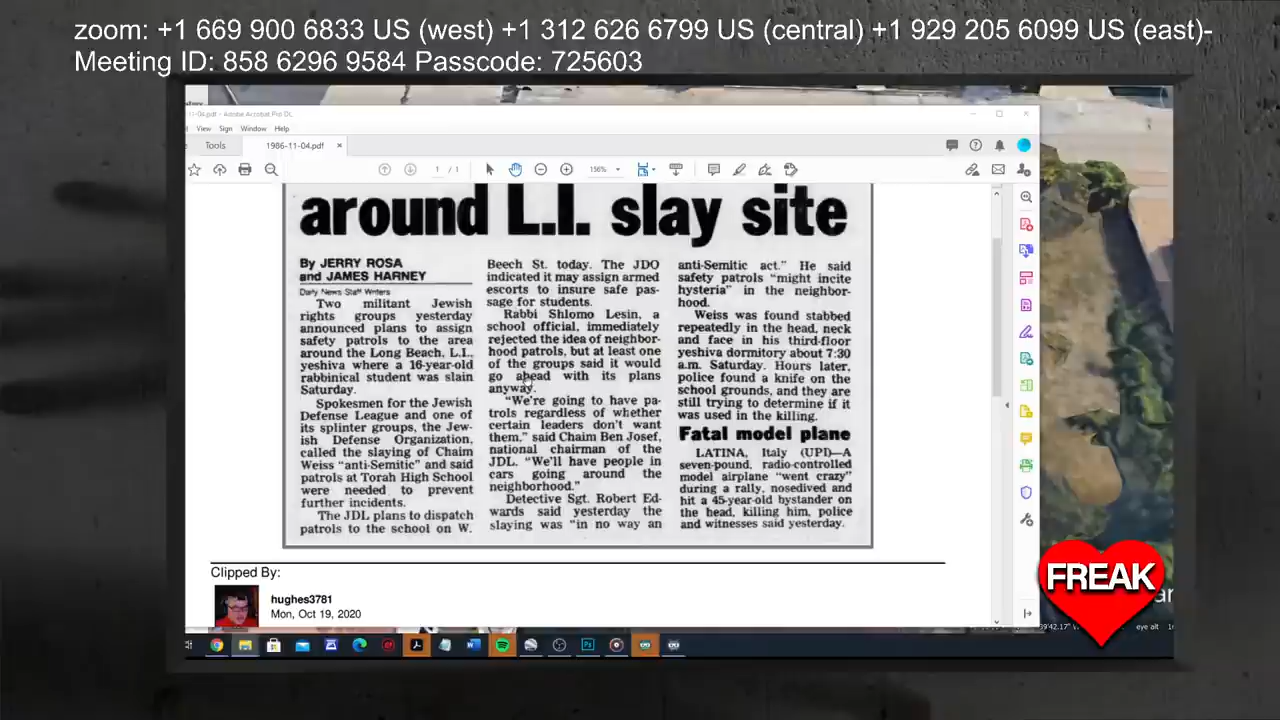 zoom: +1 669 900 6833 US (west) +1 312 626 6799 US (central) +1 929 205 6099 US (east)-
Meeting ID: 858 6296 9584 Passcode: 725603
11-04.pdf - Adobe Acrobat Pro DC
View Sign Window Help
Tools
1986-11-04.pdf
1 / 1
156%
around L.I. slay site
By JERRY ROSA
and JAMES HARNEY
Daily News Staff Writers
Two militant Jewish
rights groups yesterday
announced plans to assign
safety patrols to the area
around the Long Beach, L.I.,
yeshiva where a 16-year-old
rabbinical student was slain
Saturday.
Spokesmen for the Jewish
Defense League and one of
its splinter groups, the Jew-
ish Defense Organization,
called the slaying of Chaim
Weiss "anti-Semitic" and said
patrols at Torah High School
were needed to prevent
further incidents.
The JDL plans to dispatch
patrols to the school on W.
Beech St. today. The JDO
indicated it may assign armed
escorts to insure safe pas-
sage for students.
Rabbi Shlomo Lesin, a
school official, immediately
rejected the idea of neighbor-
hood patrols, but at least one
of the groups said it would
go ahead with its plans
anyway.
"We're going to have pa-
trols regardless of whether
certain leaders don't want
them," said Chaim Ben Josef,
national chairman of the
JDL. "We'll have people in
cars going around the
neighborhood."
Detective Sgt. Robert Ed-
wards said yesterday the
slaying was "in no way an
anti-Semitic act." He said
safety patrols "might incite
hysteria" in the neighbor-
hood.
Weiss was found stabbed
repeatedly in the head, neck
and face in his third-floor
yeshiva dormitory about 7:30
a.m. Saturday. Hours later,
police found a knife on the
school grounds, and they are
still trying to determine if it
was used in the killing.
Fatal model plane
LATINA, Italy (UPI)—A
seven-pound, radio-controlled
model airplane "went crazy"
during a rally, nosedived and
hit a 45-year-old bystander on
the head, killing him, police
and witnesses said yesterday.
Clipped By:
hughes3781
Mon, Oct 19, 2020
FREAK
eye alt